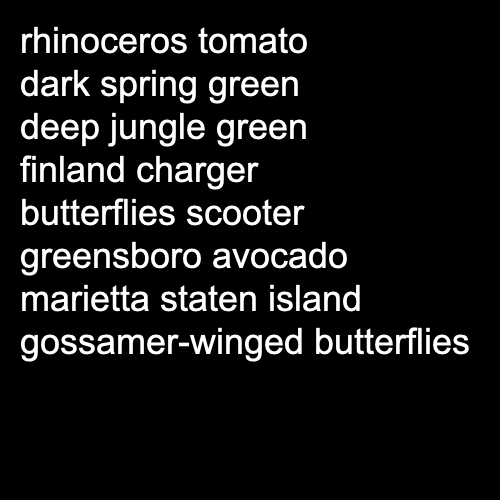 rhinoceros tomato
dark spring green
deep jungle green
finland charger
butterflies scooter
greensboro avocado
marietta staten island
gossamer-winged butterflies